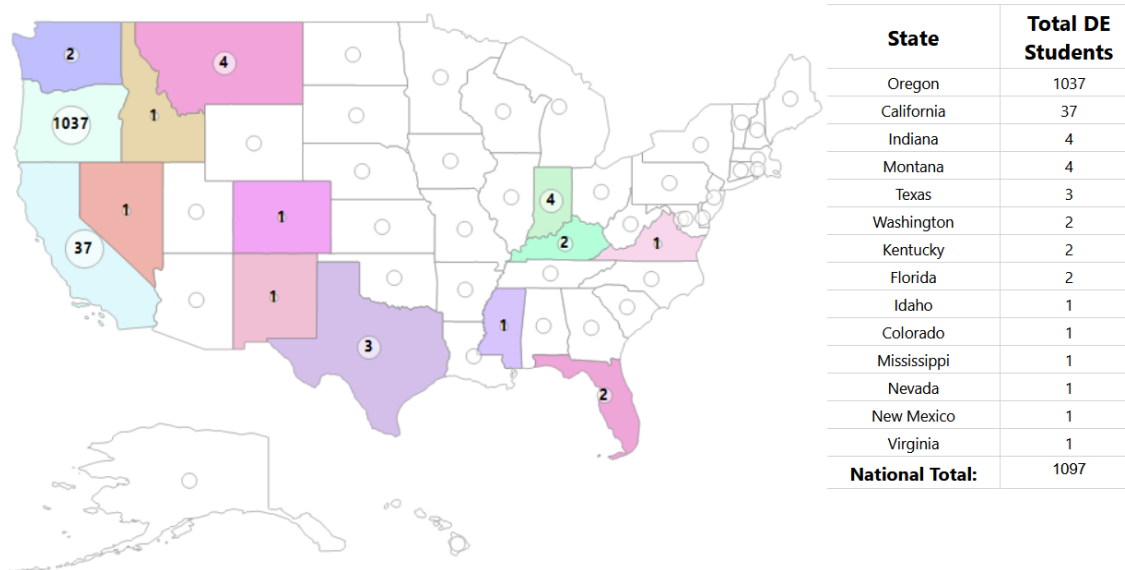 2
4
1037
1
1
1
37
1
3
4
2
1
1
2
State Total DE Students
Oregon 1037
California 37
Indiana 4
Montana 4
Texas 3
Washington 2
Kentucky 2
Florida 2
Idaho 1
Colorado 1
Mississippi 1
Nevada 1
New Mexico 1
Virginia 1
National Total: 1097